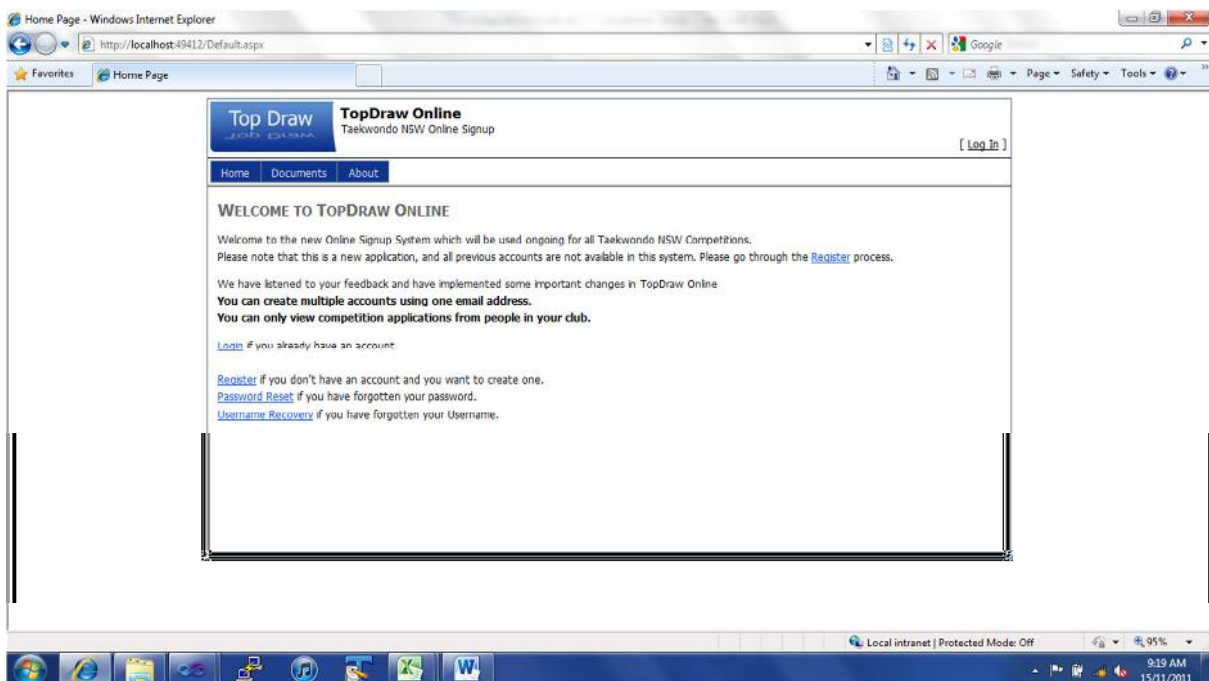 Home Page - Windows Internet Explorer
http://localhost:49412/Default.aspx
Google
Favorites
Home Page
Page
Safety
Tools
Top Draw
TopDraw Online
Taekwondo NSW Online Signup
[ Log In ]
Home
Documents
About
WELCOME TO TOPDRAW ONLINE
Welcome to the new Online Signup System which will be used ongoing for all Taekwondo NSW Competitions.
Please note that this is a new application, and all previous accounts are not available in this system. Please go through the Register process.
We have listened to your feedback and have implemented some important changes in TopDraw Online
You can create multiple accounts using one email address.
You can only view competition applications from people in your club.
Login if you already have an account
Register if you don't have an account and you want to create one.
Password Reset if you have forgotten your password.
Username Recovery if you have forgotten your Username.
Local intranet | Protected Mode: Off
95%
9:19 AM
15/11/2011